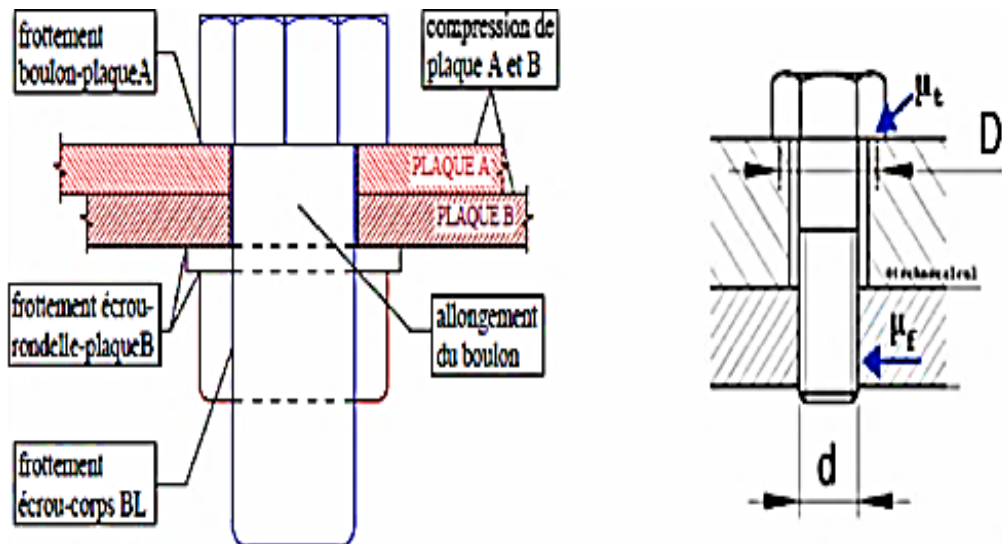 frottement
boulon-plaqueA
compression de
plaque A et B
PLAQUE A
PLAQUE B
frottement écrou-
rondelle-plaqueB
allongement
du boulon
frottement
écrou-corps BL
μt
D
μf
d